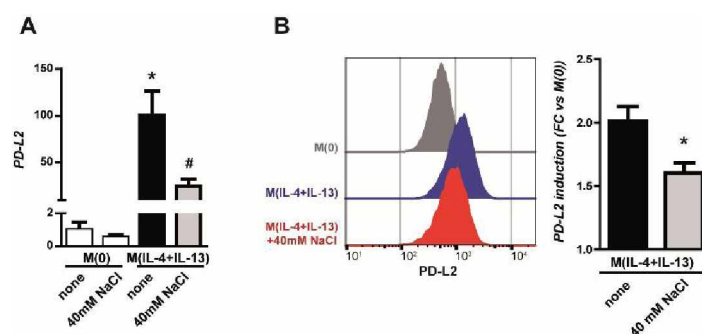 A
PD-L2
150
100
50
2
0
*
#
none
40mM NaCl
none
40mM NaCl
M(0)
M(IL-4+IL-13)
B
M(0)
M(IL-4+IL-13)
M(IL-4+IL-13)
+40mM NaCl
10¹
10²
10³
10⁴
PD-L2
PD-L2 induction (FC vs M(0))
2.5
2.0
1.5
1.0
*
M(IL-4+IL-13)
none
40 mM NaCl